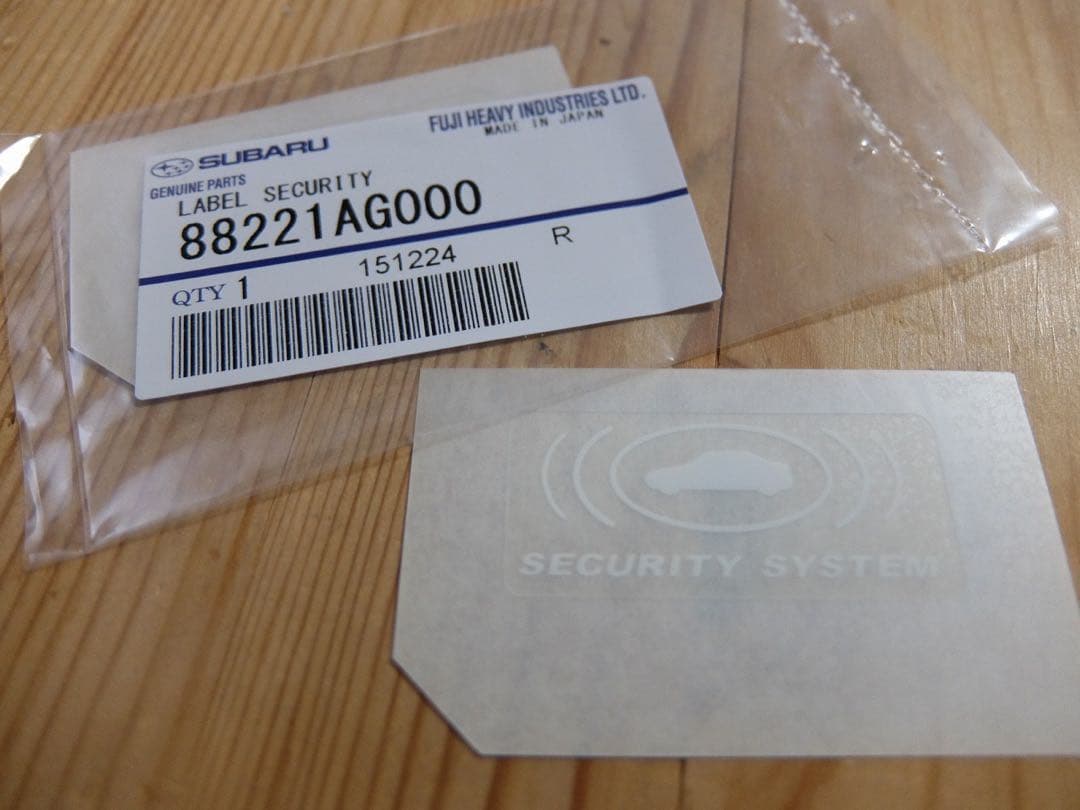 SUBARU
GENUINE PARTS
FUJI HEAVY INDUSTRIES LTD.
MADE IN JAPAN
LABEL SECURITY
88221AG000
151224
R
QTY 1
SECURITY SYSTEM